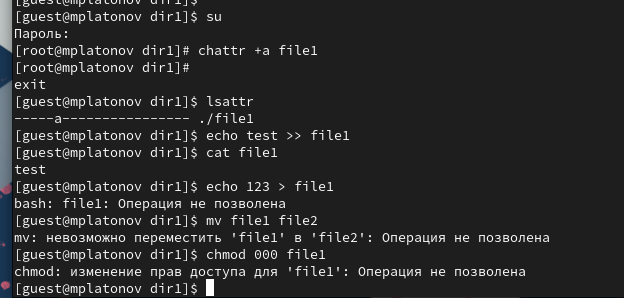 [guest@mplatonov dir1]$
[guest@mplatonov dir1]$ su
Пароль:
[root@mplatonov dir1]# chattr +a file1
[root@mplatonov dir1]#
exit
[guest@mplatonov dir1]$ lsattr
-----a---------------- ./file1
[guest@mplatonov dir1]$ echo test >> file1
[guest@mplatonov dir1]$ cat file1
test
[guest@mplatonov dir1]$ echo 123 > file1
bash: file1: Операция не позволена
[guest@mplatonov dir1]$ mv file1 file2
mv: невозможно переместить 'file1' в 'file2': Операция не позволена
[guest@mplatonov dir1]$ chmod 000 file1
chmod: изменение прав доступа для 'file1': Операция не позволена
[guest@mplatonov dir1]$